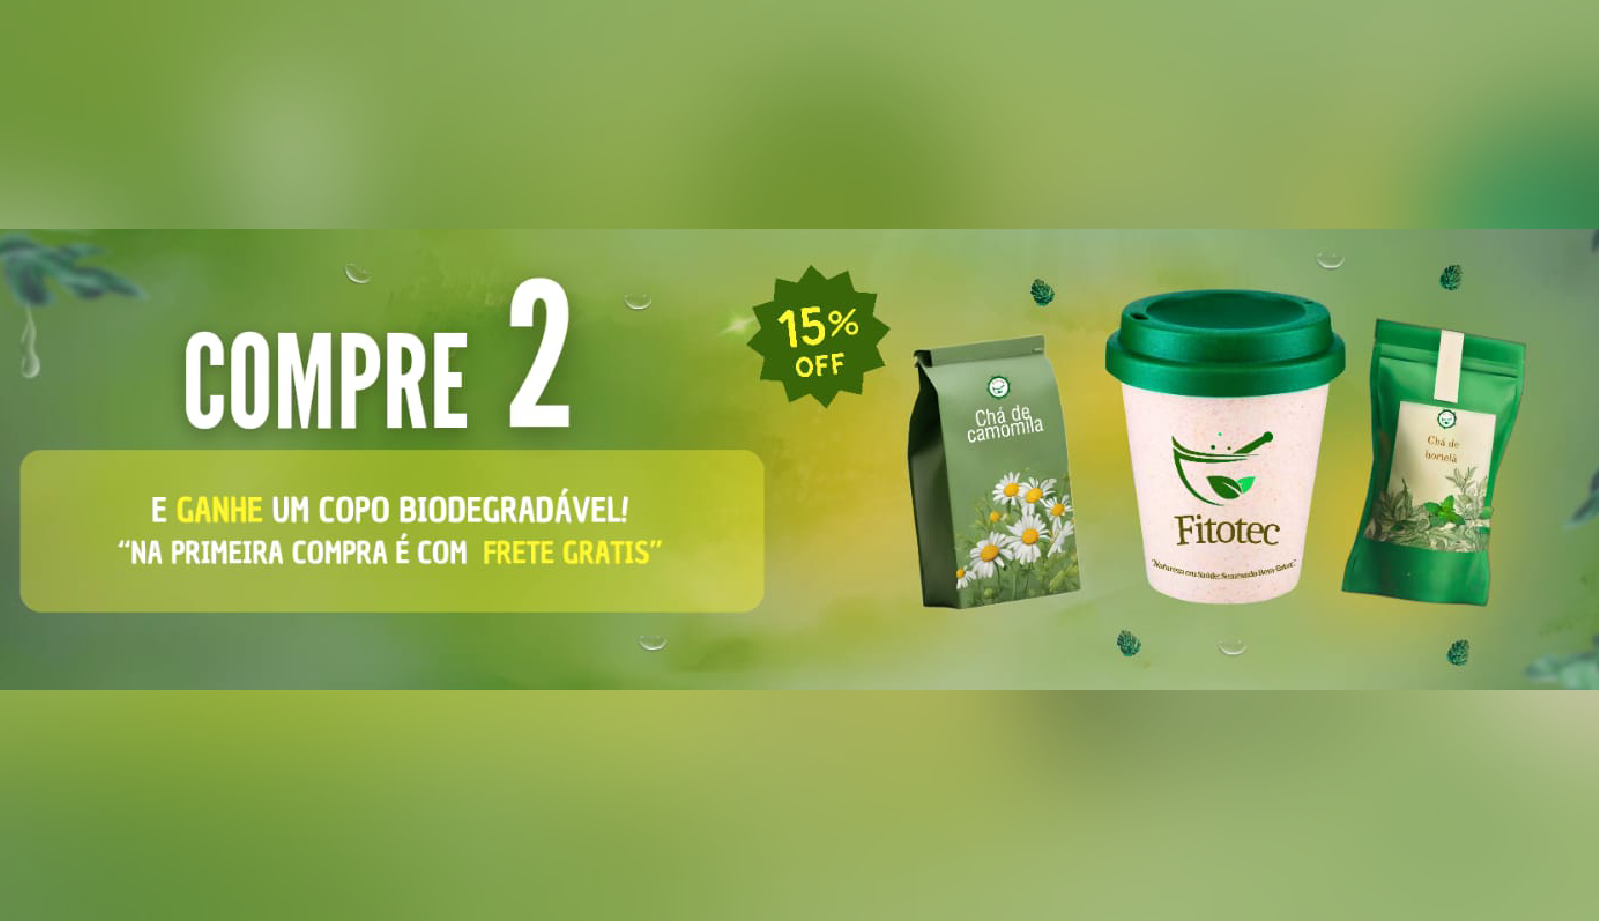 COMPRE 2
E GANHE UM COPO BIODEGRADÁVEL!
“NA PRIMEIRA COMPRA É COM FRETE GRATIS”
15%
OFF
Chá de
camomila
Fitotec
Chá de
hortelã